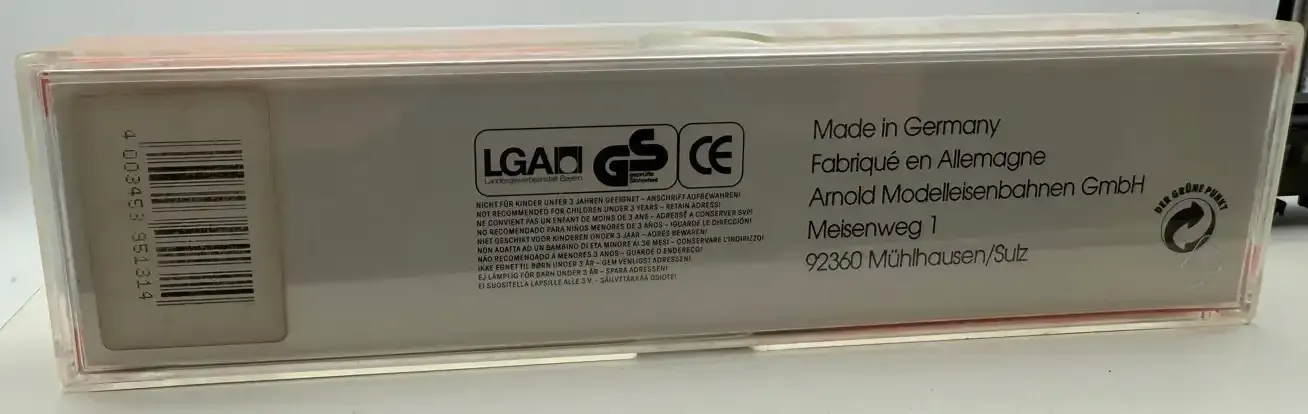 4 003453 951314
LGA
Landesgewerbeanstalt Bayern
GS
geprüfte
Sicherheit
CE
NICHT FÜR KINDER UNTER 3 JAHREN GEEIGNET – ANSCHRIFT AUFBEWAHREN!
NOT RECOMMENDED FOR CHILDREN UNDER 3 YEARS – RETAIN ADRESS!
NE CONVIENT PAS UN ENFANT DE MOINS DE 3 ANS – ADRESSE A CONSERVER SVP!
NO RECOMENDADO PARA NIÑOS MENORES DE 3 AÑOS – ¡GUARDE LE DIRECCIÓN!
NIET GESCHIKT VOOR KINDEREN ONDER 3 JAAR – ADRES BEWAREN!
NON ADATTA AD UN BAMBINO DI ETA MINORE AI 36 MESI – CONSERVARE L'INDIRIZZO!
NÃO RECOMENDADO A MENORES 3 ANOS – GUARDE O ENDEREÇO!
IKKE EGNET TIL BØRN UNDER 3 ÅR – GEM VENLIGST ADRESSEN!
EJ LÄMPLIG FÖR BARN UNDER 3 ÅR – SPARA ADRESSEN!
EI SUOSITELLA LAPSILLE ALLE 3 V. – SÄILYTTÄKÄÄ OSOITE!
Made in Germany
Fabriqué en Allemagne
Arnold Modelleisenbahnen GmbH
Meisenweg 1
92360 Mühlhausen/Sulz
DER GRÜNE PUNKT